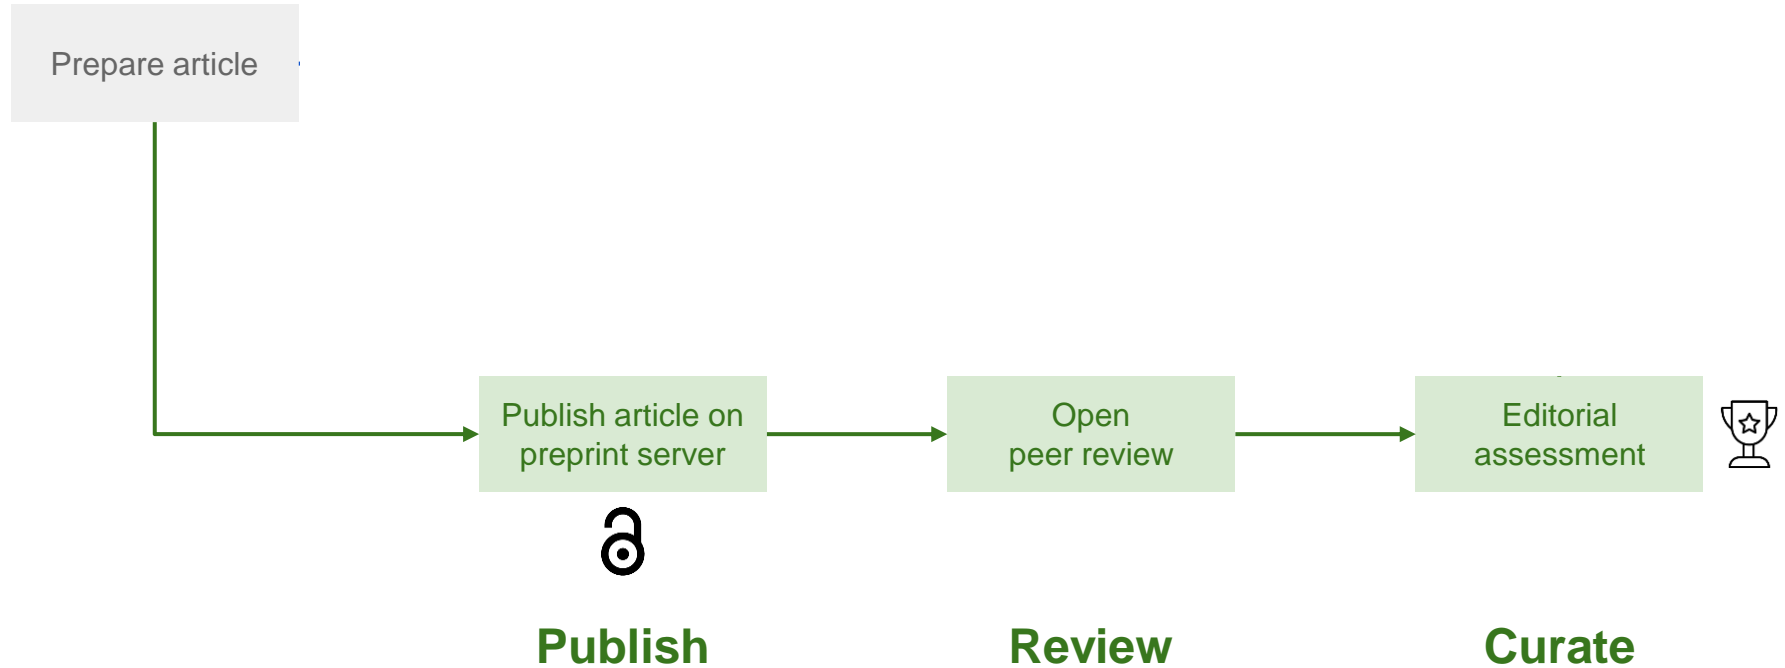 Prepare article
Publish article on
preprint server
Open
peer review
Editorial
assessment
Publish
Review
Curate